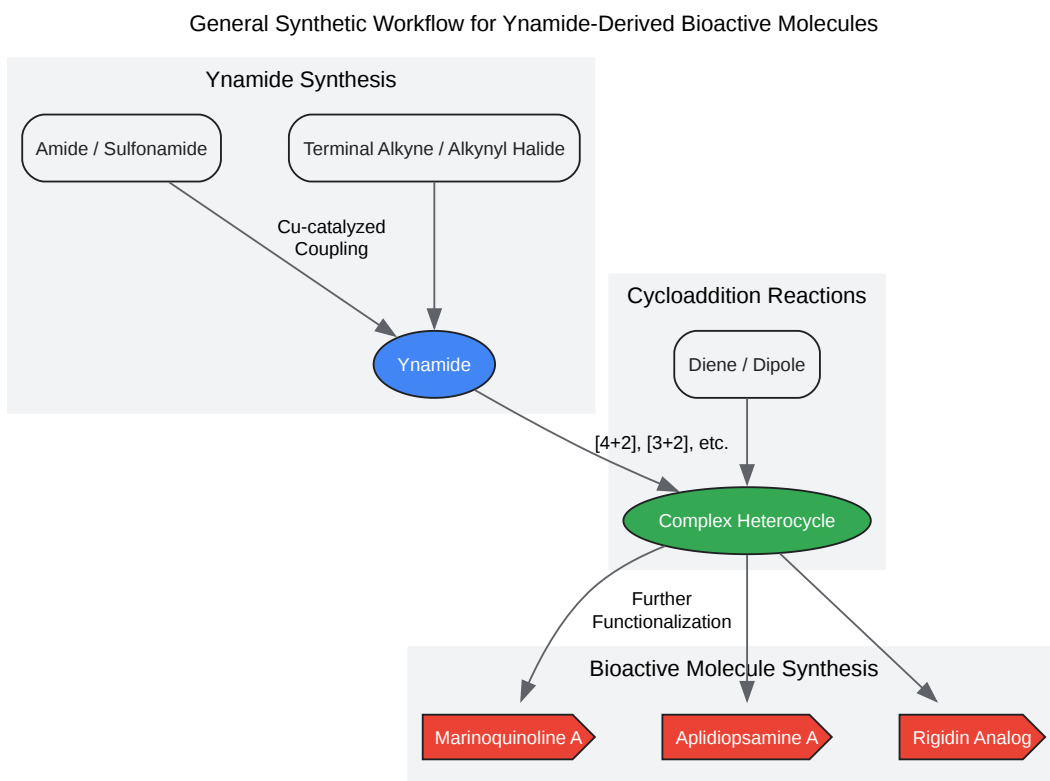 General Synthetic Workflow for Ynamide-Derived Bioactive Molecules
Ynamide Synthesis
Amide / Sulfonamide
Terminal Alkyne / Alkynyl Halide
Cu-catalyzed
Coupling
Ynamide
Cycloaddition Reactions
Diene / Dipole
[4+2], [3+2], etc.
Complex Heterocycle
Further
Functionalization
Bioactive Molecule Synthesis
Marinoquinoline A
Aplidiopsamine A
Rigidin Analog